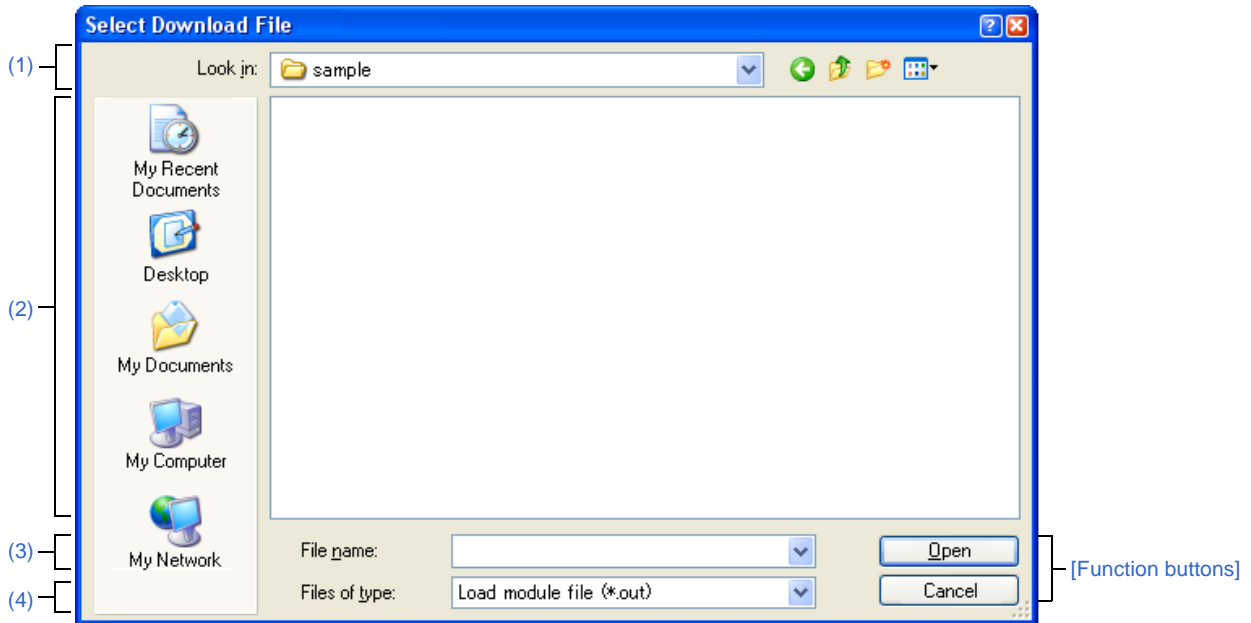 Select Download File
(1)
Look in:
sample
(2)
My Recent
Documents
Desktop
My Documents
My Computer
My Network
(3)
File name:
Open
[Function buttons]
(4)
Files of type:
Load module file (*.out)
Cancel